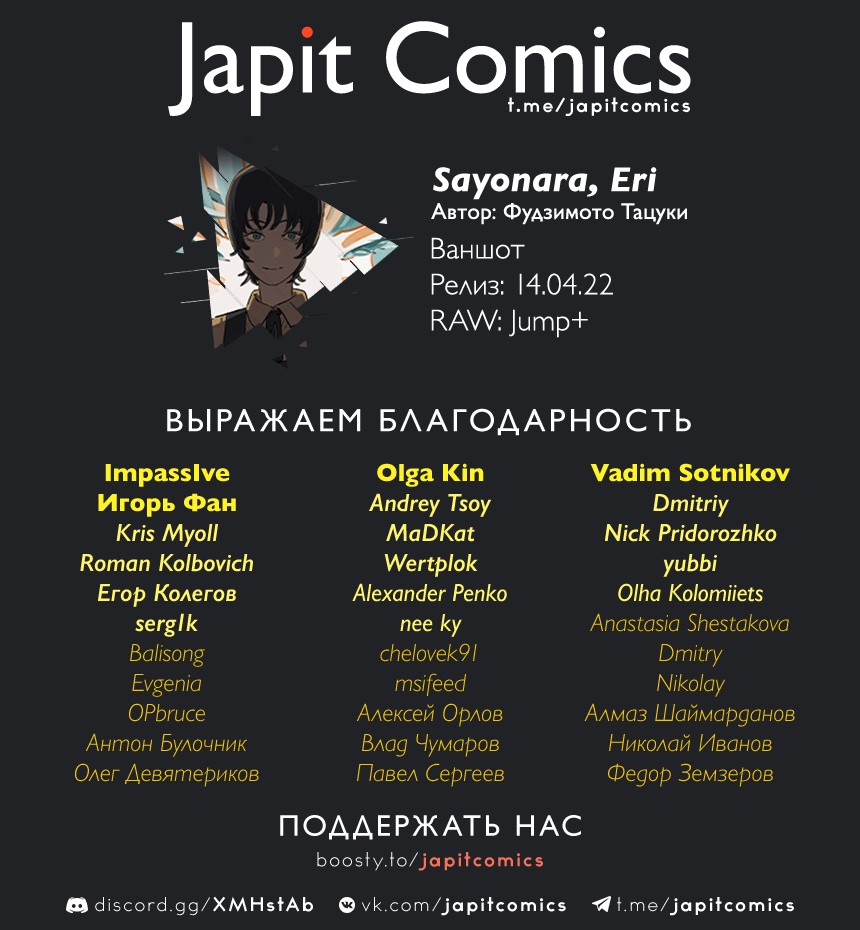 Japit Comics
t.me/japitcomics
Sayonara, Eri
Автор: Фудзимото Тацуки
Ваншот
Релиз: 14.04.22
RAW: Jump+
ВЫРАЖАЕМ БЛАГОДАРНОСТЬ
ImpassIve Olga Kin Vadim Sotnikov
Игорь Фан Andrey Tsoy Dmitriy
Kris Myoll MaDKat Nick Pridorozhko
Roman Kolbovich Wertplok yubbi
Егор Колегов Alexander Penko Olha Kolomiiets
serg1k nee ky Anastasia Shestakova
Balisong chelovek91 Dmitry
Evgenia msifeed Nikolay
OPbruce Алексей Орлов Алмаз Шаймарданов
Антон Булочник Влад Чумаров Николай Иванов
Олег Девятериков Павел Сергеев Федор Земзеров
ПОДДЕРЖАТЬ НАС
boosty.to/japitcomics
discord.gg/XMHstAb vk.com/japitcomics t.me/japitcomics